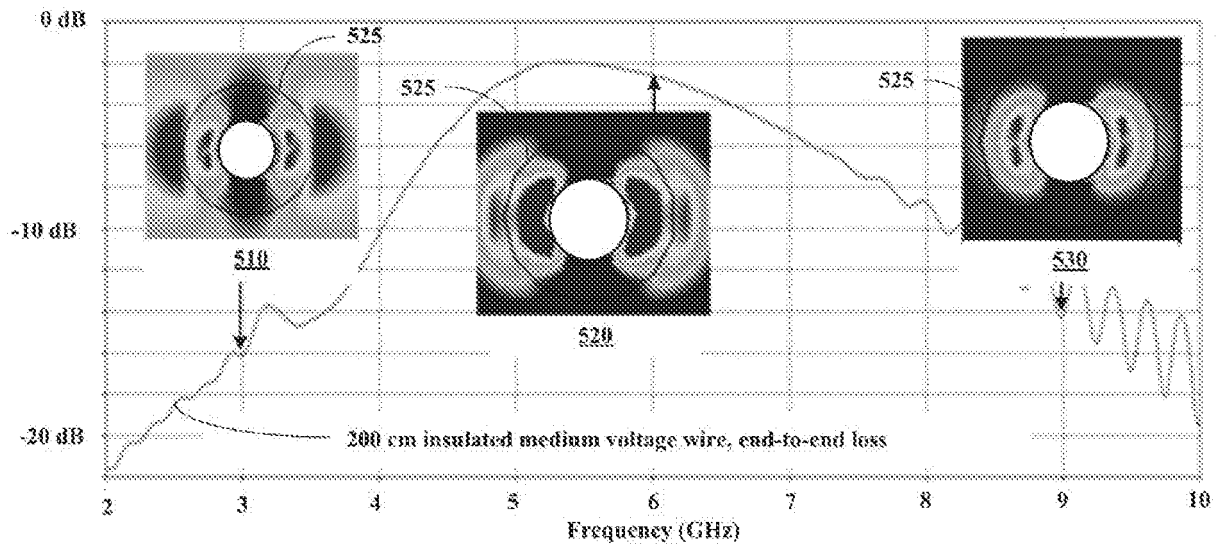 0 dB
525
525
525
-10 dB
510
520
530
-20 dB
200 cm insulated medium voltage wire, end-to-end loss
2 3 4 5 6 7 8 9 10
Frequency (GHz)